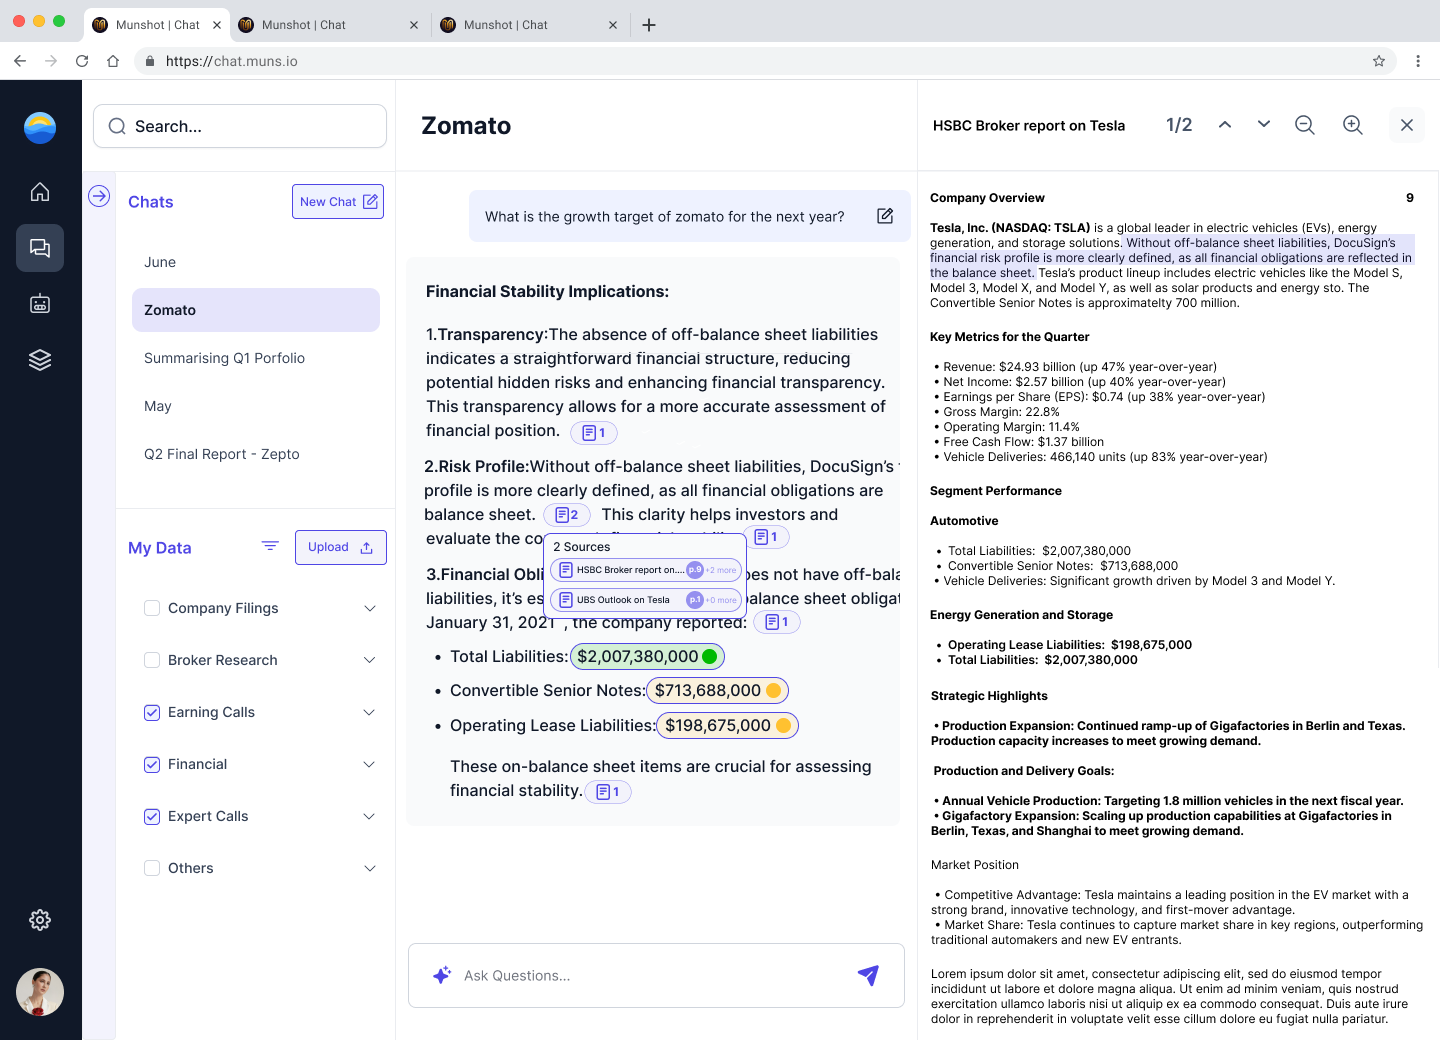 Munshot | Chat
Munshot | Chat
Munshot | Chat
https://chat.muns.io
Search...
Chats
New Chat
June
Zomato
Summarising Q1 Porfolio
May
Q2 Final Report - Zepto
My Data
Upload
Company Filings
Broker Research
Earning Calls
Financial
Expert Calls
Others
Zomato
What is the growth target of zomato for the next year?
Financial Stability Implications:
1.Transparency:The absence of off-balance sheet liabilities
indicates a straightforward financial structure, reducing
potential hidden risks and enhancing financial transparency.
This transparency allows for a more accurate assessment of
financial position. 1
2.Risk Profile:Without off-balance sheet liabilities, DocuSign's
profile is more clearly defined, as all financial obligations are
balance sheet. 2 This clarity helps investors and
evaluate the 1
2 Sources
HSBC Broker report on.... p.9 +2 more
UBS Outlook on Tesla p.1 +0 more
3.Financial not have off-bala
liabilities, it's balance sheet obligat
January 31, 2021 , the company reported: 1
• Total Liabilities: $2,007,380,000
• Convertible Senior Notes: $713,688,000
• Operating Lease Liabilities: $198,675,000
These on-balance sheet items are crucial for assessing
financial stability. 1
Ask Questions...
HSBC Broker report on Tesla 1/2
Company Overview 9
Tesla, Inc. (NASDAQ: TSLA) is a global leader in electric vehicles (EVs), energy
generation, and storage solutions. Without off-balance sheet liabilities, DocuSign's
financial risk profile is more clearly defined, as all financial obligations are reflected in
the balance sheet. Tesla's product lineup includes electric vehicles like the Model S,
Model 3, Model X, and Model Y, as well as solar products and energy sto. The
Convertible Senior Notes is approximatelty 700 million.
Key Metrics for the Quarter
• Revenue: $24.93 billion (up 47% year-over-year)
• Net Income: $2.57 billion (up 40% year-over-year)
• Earnings per Share (EPS): $0.74 (up 38% year-over-year)
• Gross Margin: 22.8%
• Operating Margin: 11.4%
• Free Cash Flow: $1.37 billion
• Vehicle Deliveries: 466,140 units (up 83% year-over-year)
Segment Performance
Automotive
• Total Liabilities: $2,007,380,000
• Convertible Senior Notes: $713,688,000
• Vehicle Deliveries: Significant growth driven by Model 3 and Model Y.
Energy Generation and Storage
• Operating Lease Liabilities: $198,675,000
• Total Liabilities: $2,007,380,000
Strategic Highlights
• Production Expansion: Continued ramp-up of Gigafactories in Berlin and Texas.
Production capacity increases to meet growing demand.
Production and Delivery Goals:
• Annual Vehicle Production: Targeting 1.8 million vehicles in the next fiscal year.
• Gigafactory Expansion: Scaling up production capabilities at Gigafactories in
Berlin, Texas, and Shanghai to meet growing demand.
Market Position
• Competitive Advantage: Tesla maintains a leading position in the EV market with a
strong brand, innovative technology, and first-mover advantage.
• Market Share: Tesla continues to capture market share in key regions, outperforming
traditional automakers and new EV entrants.
Lorem ipsum dolor sit amet, consectetur adipiscing elit, sed do eiusmod tempor
incididunt ut labore et dolore magna aliqua. Ut enim ad minim veniam, quis nostrud
exercitation ullamco laboris nisi ut aliquip ex ea commodo consequat. Duis aute irure
dolor in reprehenderit in voluptate velit esse cillum dolore eu fugiat nulla pariatur.